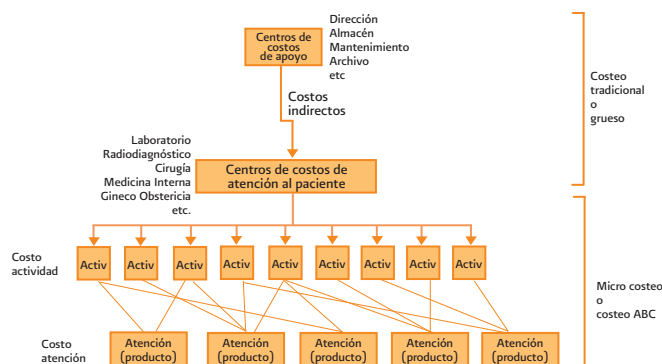 Centros de
costos
de apoyo
Dirección
Almacén
Mantenimiento
Archivo
etc
Costos
indirectos
Costeo
tradicional
o
grueso
Laboratorio
Radiodiagnóstico
Cirugía
Medicina Interna
Gineco Obstericia
etc.
Centros de costos de
atención al paciente
Costo
actividad
Activ
Activ
Activ
Activ
Activ
Activ
Activ
Activ
Activ
Micro costeo
o
costeo ABC
Costo
atención
Atención
(producto)
Atención
(producto)
Atención
(producto)
Atención
(producto)
Atención
(producto)